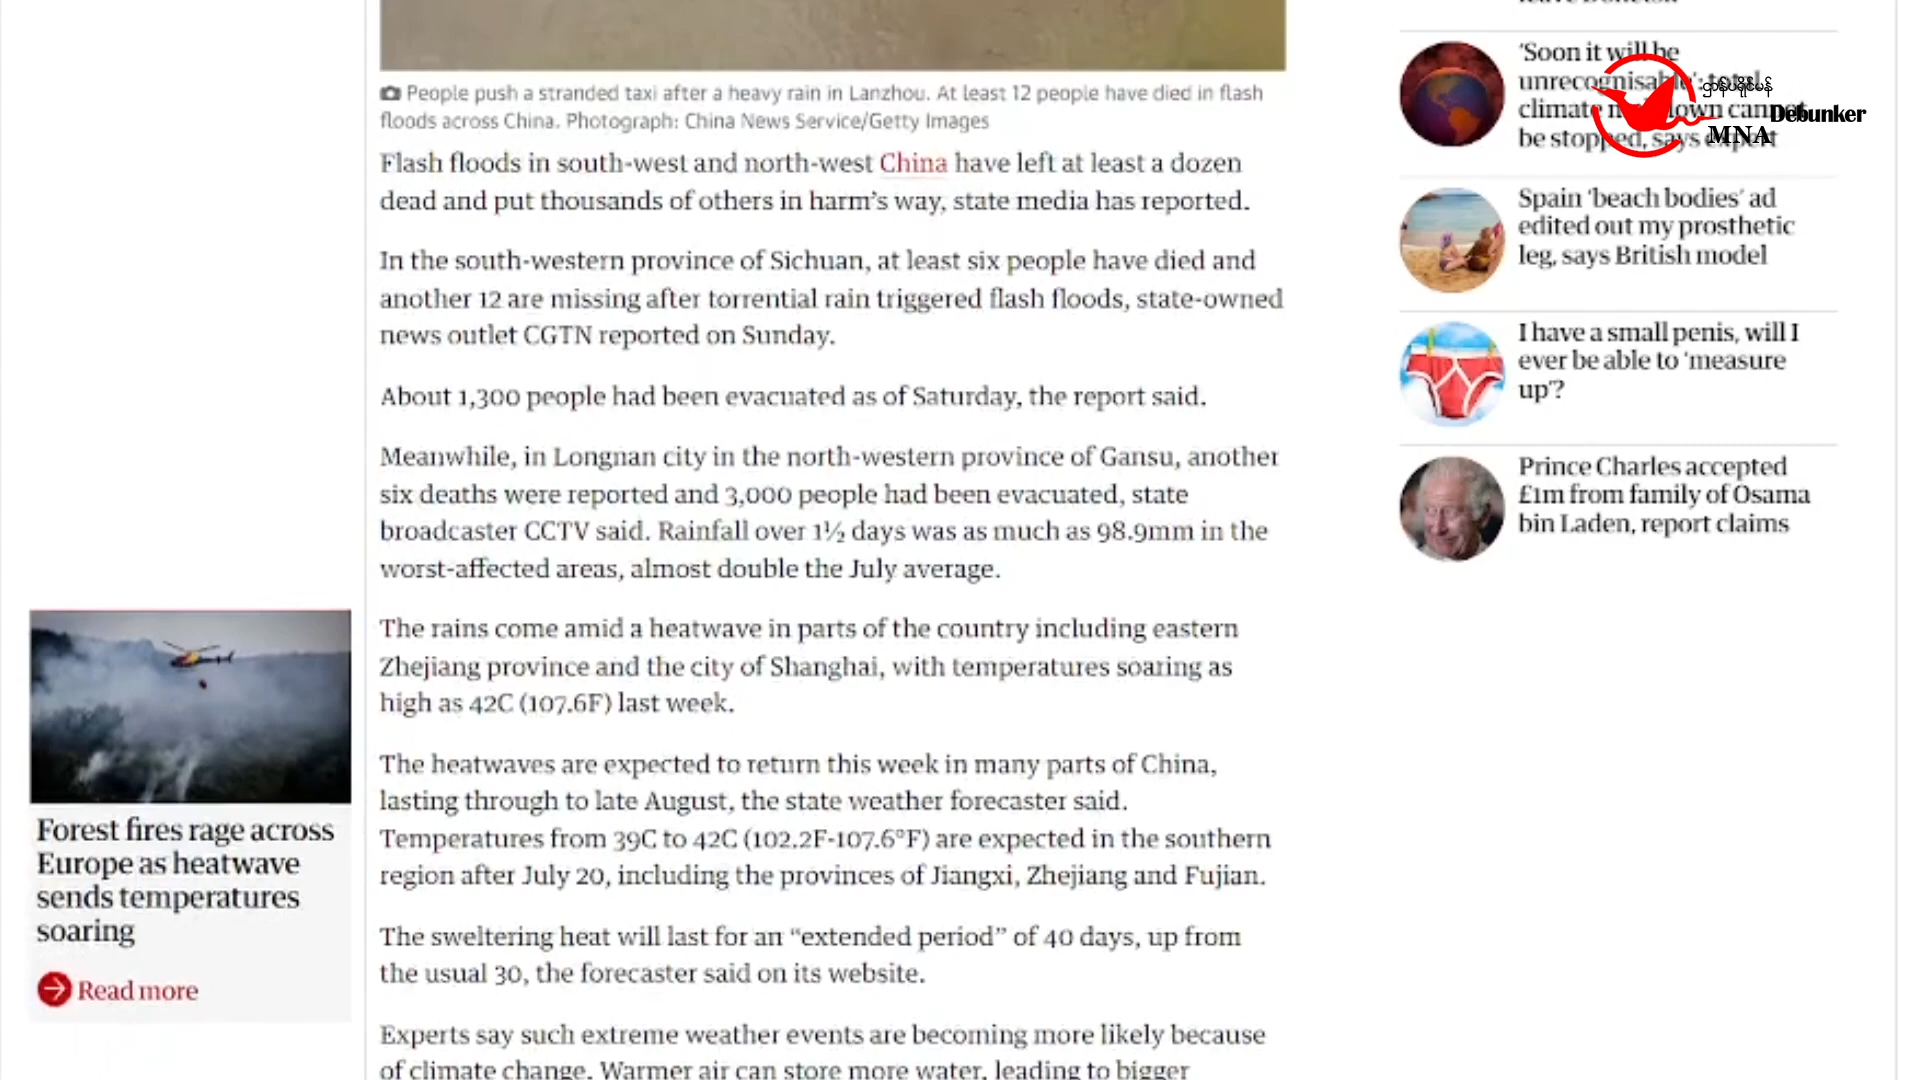 People push a stranded taxi after a heavy rain in Lanzhou. At least 12 people have died in flash
floods across China. Photograph: China News Service/Getty Images
Flash floods in south-west and north-west China have left at least a dozen
dead and put thousands of others in harm's way, state media has reported.
In the south-western province of Sichuan, at least six people have died and
another 12 are missing after torrential rain triggered flash floods, state-owned
news outlet CGTN reported on Sunday.
About 1,300 people had been evacuated as of Saturday, the report said.
Meanwhile, in Longnan city in the north-western province of Gansu, another
six deaths were reported and 3,000 people had been evacuated, state
broadcaster CCTV said. Rainfall over 1½ days was as much as 98.9mm in the
worst-affected areas, almost double the July average.
The rains come amid a heatwave in parts of the country including eastern
Zhejiang province and the city of Shanghai, with temperatures soaring as
high as 42C (107.6F) last week.
The heatwaves are expected to return this week in many parts of China,
lasting through to late August, the state weather forecaster said.
Temperatures from 39C to 42C (102.2F-107.6°F) are expected in the southern
region after July 20, including the provinces of Jiangxi, Zhejiang and Fujian.
The sweltering heat will last for an “extended period” of 40 days, up from
the usual 30, the forecaster said on its website.
Experts say such extreme weather events are becoming more likely because
of climate change. Warmer air can store more water, leading to bigger
Forest fires rage across
Europe as heatwave
sends temperatures
soaring
Read more
‘Soon it will be
unrecognisable’: total
climate meltdown cannot
be stopped, says expert
Debunker
MNA
Spain ‘beach bodies’ ad
edited out my prosthetic
leg, says British model
I have a small penis, will I
ever be able to ‘measure
up’?
Prince Charles accepted
£1m from family of Osama
bin Laden, report claims